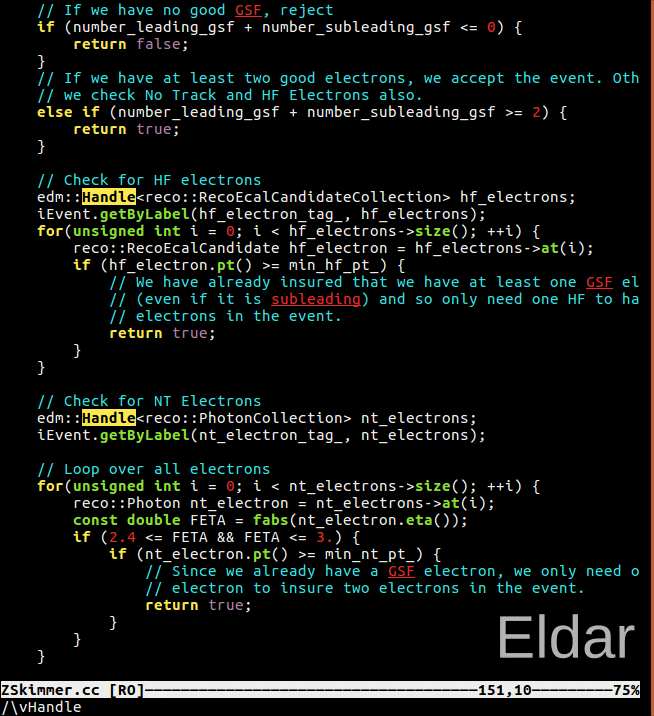 // If we have no good GSF, reject
if (number_leading_gsf + number_subleading_gsf <= 0) {
return false;
}
// If we have at least two good electrons, we accept the event. Oth
// we check No Track and HF Electrons also.
else if (number_leading_gsf + number_subleading_gsf >= 2) {
return true;
}
// Check for HF electrons
edm::Handle<reco::RecoEcalCandidateCollection> hf_electrons;
iEvent.getByLabel(hf_electron_tag_, hf_electrons);
for(unsigned int i = 0; i < hf_electrons->size(); ++i) {
reco::RecoEcalCandidate hf_electron = hf_electrons->at(i);
if (hf_electron.pt() >= min_hf_pt_) {
// We have already insured that we have at least one GSF el
// (even if it is subleading) and so only need one HF to ha
// electrons in the event.
return true;
}
}
// Check for NT Electrons
edm::Handle<reco::PhotonCollection> nt_electrons;
iEvent.getByLabel(nt_electron_tag_, nt_electrons);
// Loop over all electrons
for(unsigned int i = 0; i < nt_electrons->size(); ++i) {
reco::Photon nt_electron = nt_electrons->at(i);
const double FETA = fabs(nt_electron.eta());
if (2.4 <= FETA && FETA <= 3.) {
if (nt_electron.pt() >= min_nt_pt_) {
// Since we already have a GSF electron, we only need o
// electron to insure two electrons in the event.
return true;
}
}
}
Eldar
ZSkimmer.cc [RO]—————151,10—————75%
/\vHandle